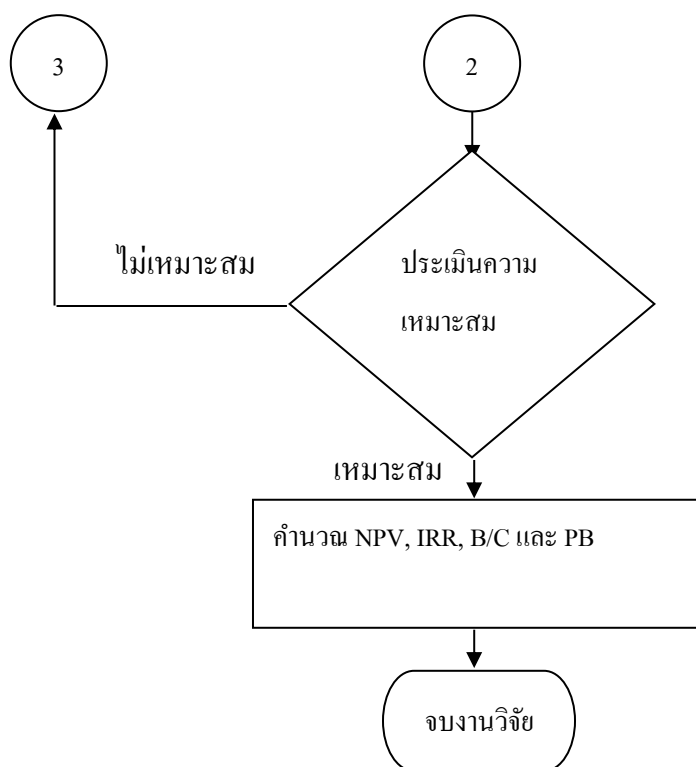 3
2
ไม่เหมาะสม
ประเมินความ
เหมาะสม
เหมาะสม
คำนวณ NPV, IRR, B/C และ PB
จบงานวิจัย